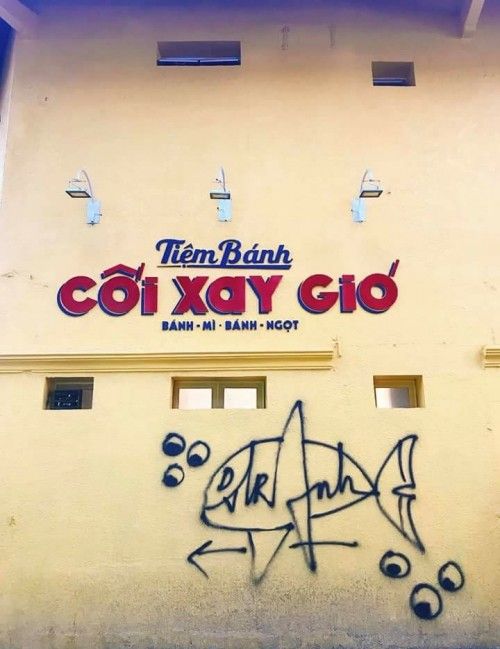 Tiệm Bánh
CỐI XAY GIÓ
BÁNH · MÌ · BÁNH · NGỌT